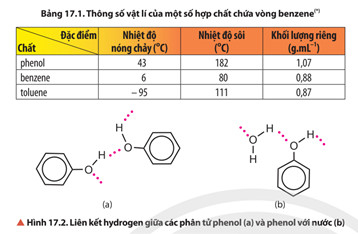 Bảng 17.1. Thông số vật lí của một số hợp chất chứa vòng benzene(*)
Đặc điểm
Chất
Nhiệt độ nóng chảy (°C)
Nhiệt độ sôi (°C)
Khối lượng riêng (g.mL⁻¹)
phenol 43 182 1,07
benzene 6 80 0,88
toluene – 95 111 0,87
H
O
H
O
H
O
H
H
O
(a)
(b)
▲ Hình 17.2. Liên kết hydrogen giữa các phân tử phenol (a) và phenol với nước (b)